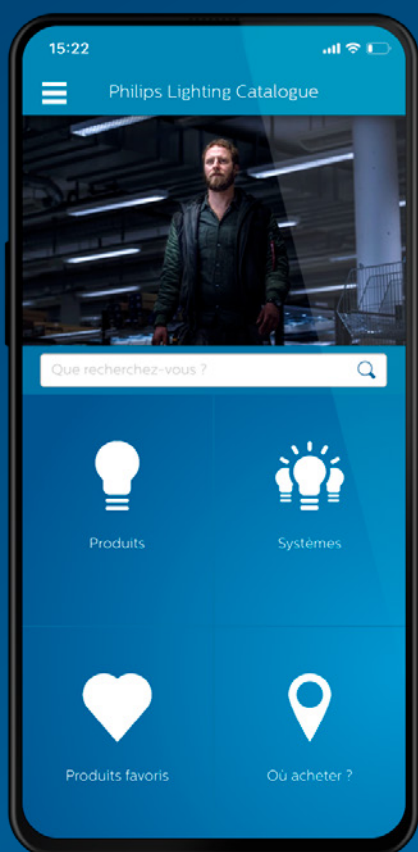 15:22
Philips Lighting Catalogue
Que recherchez-vous ?
Produits
Systèmes
Produits favoris
Où acheter ?